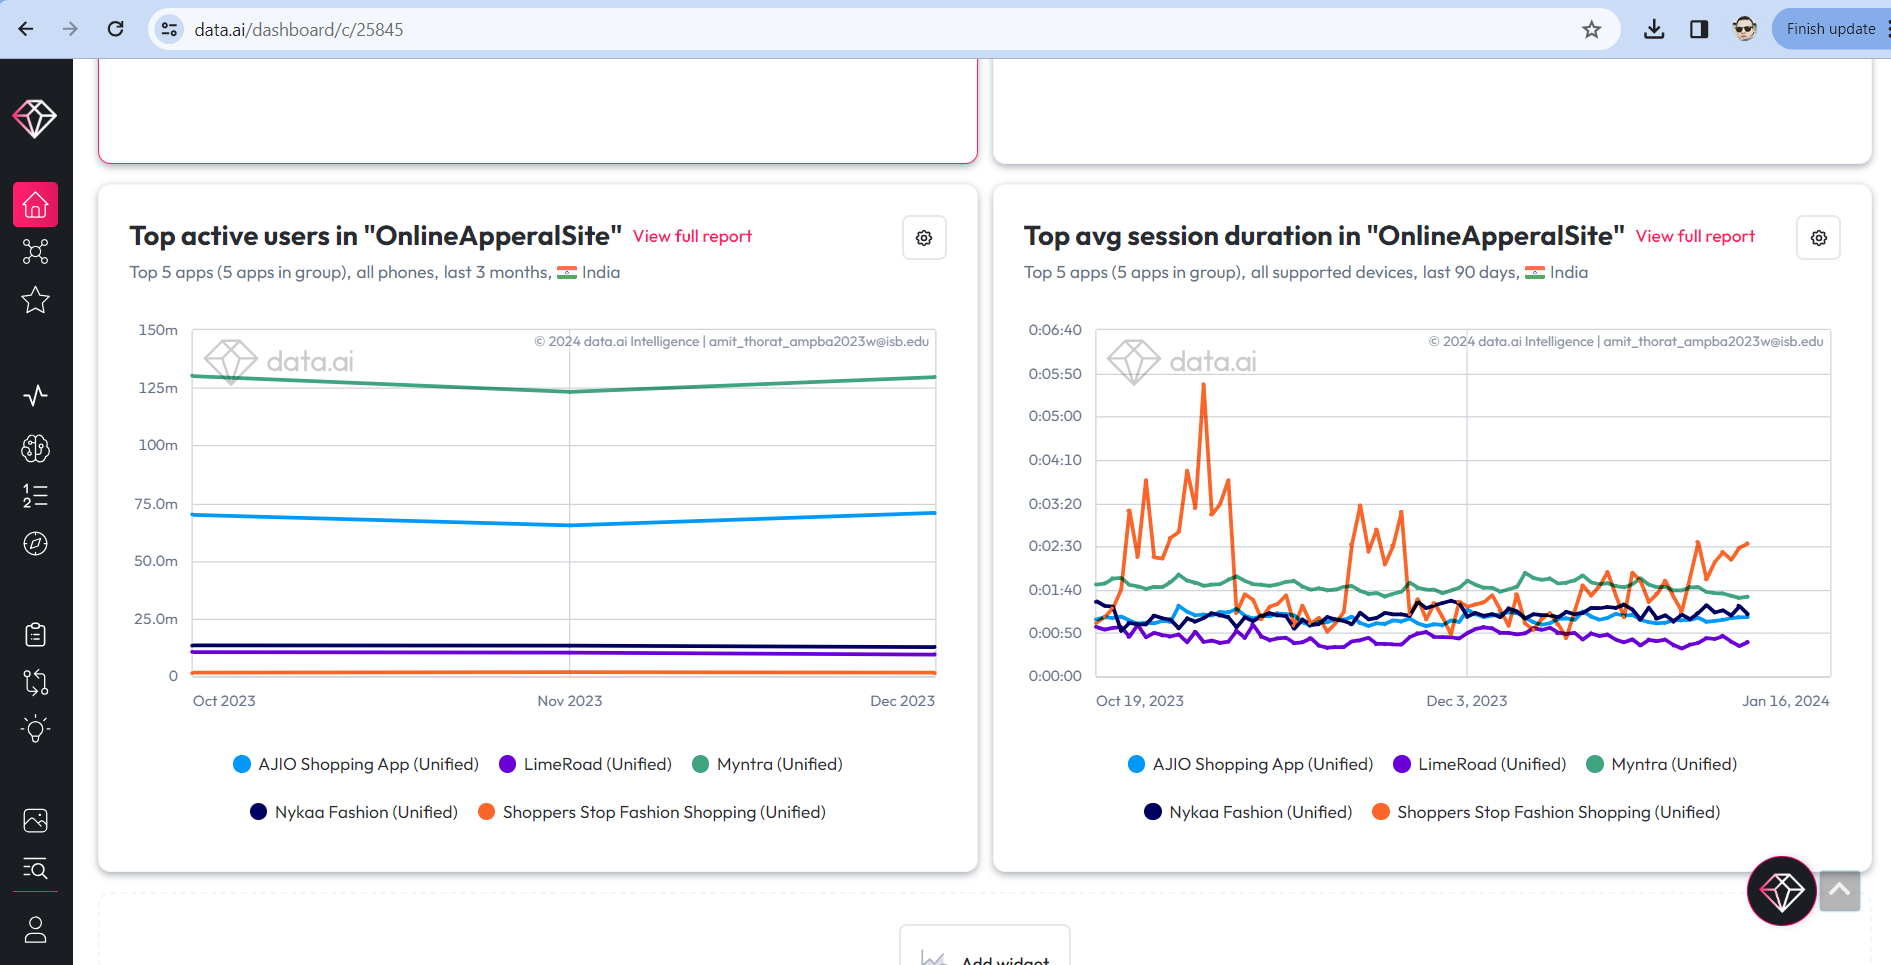 data.ai/dashboard/c/25845
Finish update
Top active users in "OnlineApperalSite" View full report
Top 5 apps (5 apps in group), all phones, last 3 months, India
150m
125m
100m
75.0m
50.0m
25.0m
0
data.ai
© 2024 data.ai Intelligence | amit_thorat_ampba2023w@isb.edu
Oct 2023
Nov 2023
Dec 2023
AJIO Shopping App (Unified)
LimeRoad (Unified)
Myntra (Unified)
Nykaa Fashion (Unified)
Shoppers Stop Fashion Shopping (Unified)
Top avg session duration in "OnlineApperalSite" View full report
Top 5 apps (5 apps in group), all supported devices, last 90 days, India
0:06:40
0:05:50
0:05:00
0:04:10
0:03:20
0:02:30
0:01:40
0:00:50
0:00:00
data.ai
© 2024 data.ai Intelligence | amit_thorat_ampba2023w@isb.edu
Oct 19, 2023
Dec 3, 2023
Jan 16, 2024
AJIO Shopping App (Unified)
LimeRoad (Unified)
Myntra (Unified)
Nykaa Fashion (Unified)
Shoppers Stop Fashion Shopping (Unified)
Add widget